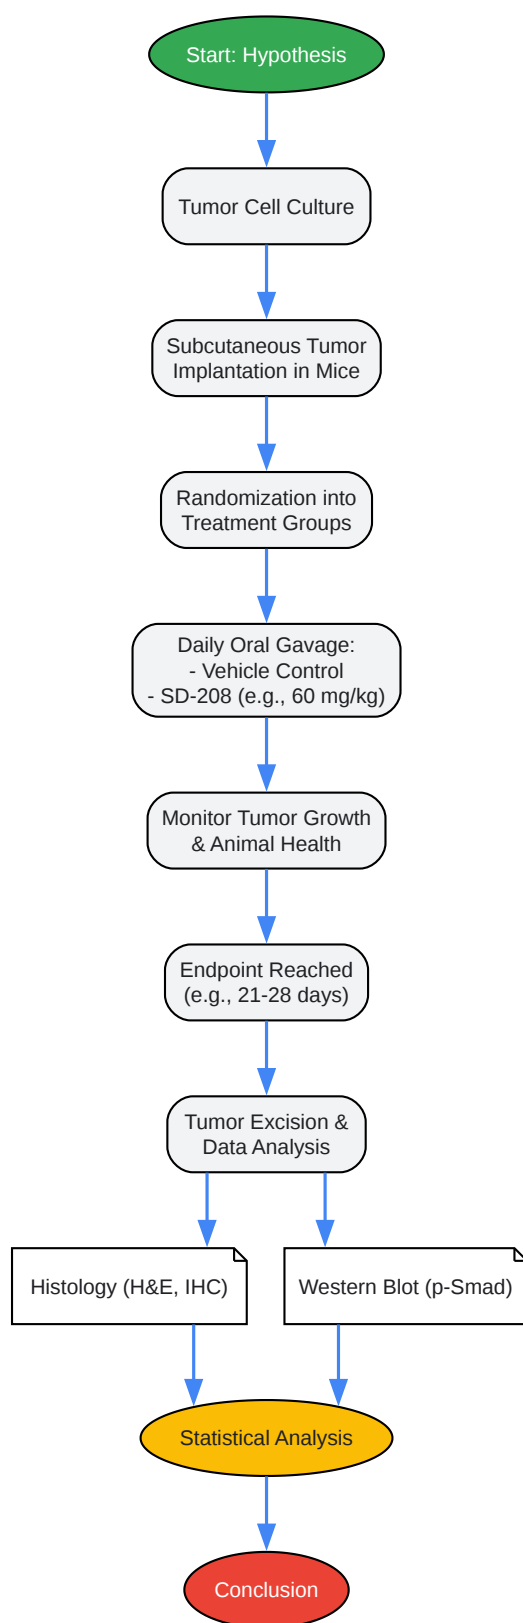 Start: Hypothesis
Tumor Cell Culture
Subcutaneous Tumor
Implantation in Mice
Randomization into
Treatment Groups
Daily Oral Gavage:
- Vehicle Control
- SD-208 (e.g., 60 mg/kg)
Monitor Tumor Growth
& Animal Health
Endpoint Reached
(e.g., 21-28 days)
Tumor Excision &
Data Analysis
Histology (H&E, IHC)
Western Blot (p-Smad)
Statistical Analysis
Conclusion